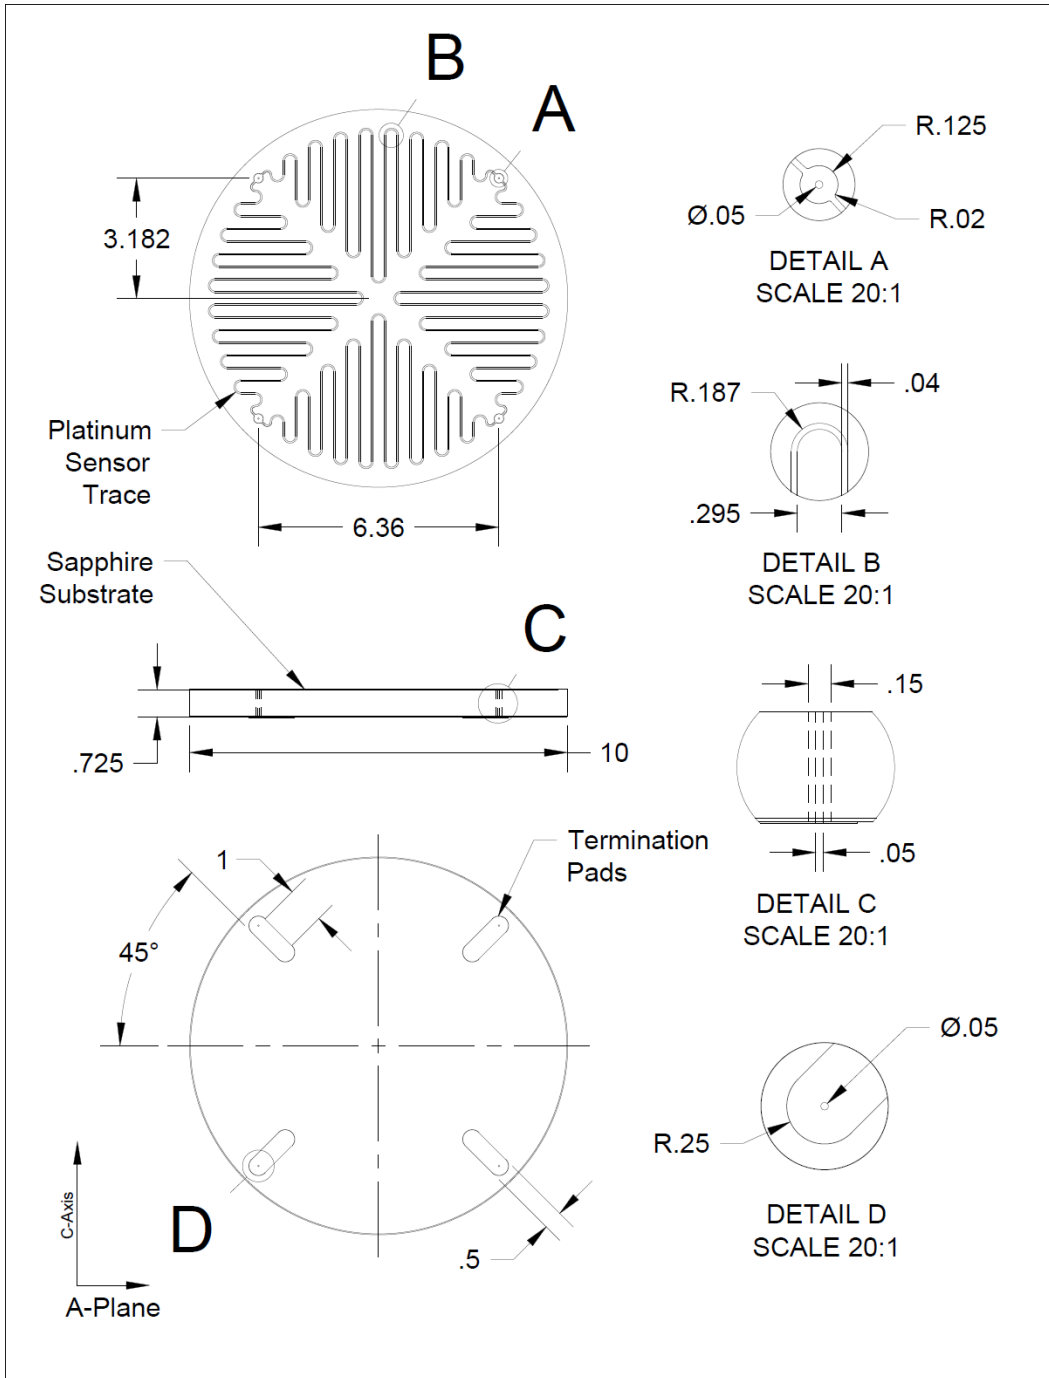 B
A
3.182
Platinum
Sensor
Trace
6.36
R.125
Ø.05
R.02
DETAIL A
SCALE 20:1
R.187
.04
.295
DETAIL B
SCALE 20:1
Sapphire
Substrate
C
.725
10
.15
.05
DETAIL C
SCALE 20:1
1
45°
Termination
Pads
D
.5
C-Axis
A-Plane
Ø.05
R.25
DETAIL D
SCALE 20:1